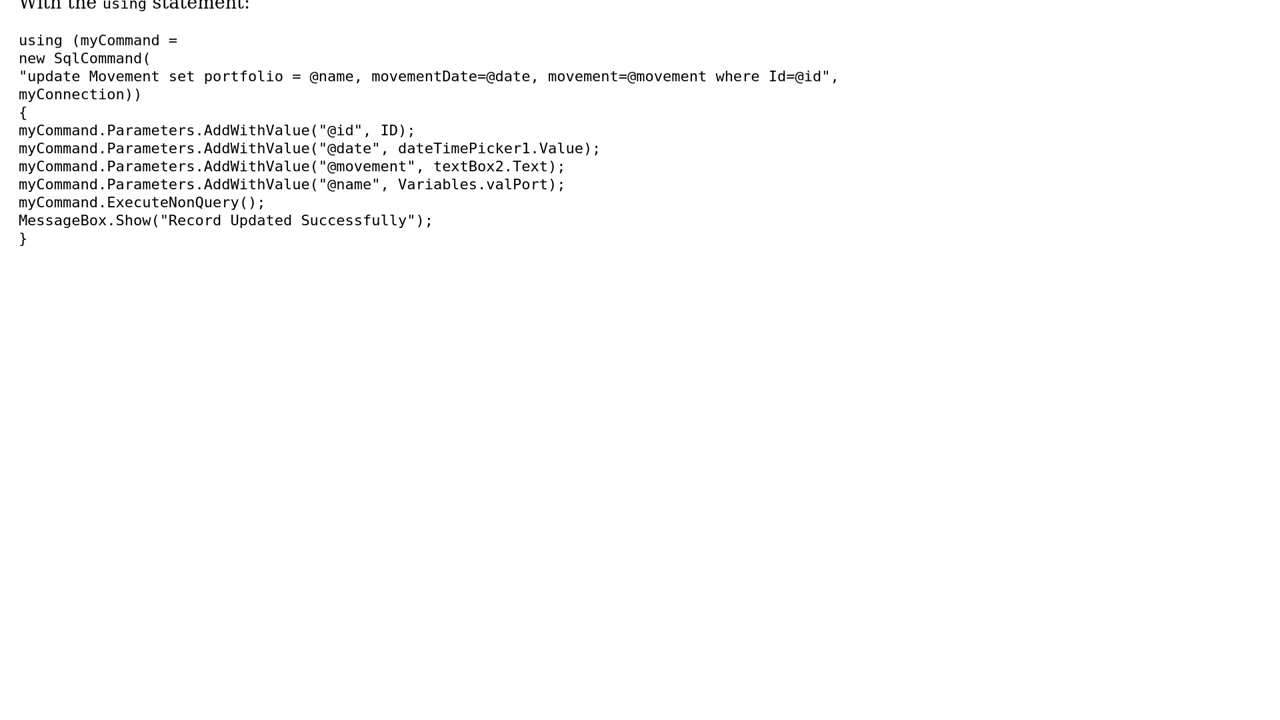 With the using statement:
using (myCommand =
new SqlCommand(
"update Movement set portfolio = @name, movementDate=@date, movement=@movement where Id=@id",
myConnection))
{
myCommand.Parameters.AddWithValue("@id", ID);
myCommand.Parameters.AddWithValue("@date", dateTimePicker1.Value);
myCommand.Parameters.AddWithValue("@movement", textBox2.Text);
myCommand.Parameters.AddWithValue("@name", Variables.valPort);
myCommand.ExecuteNonQuery();
MessageBox.Show("Record Updated Successfully");
}